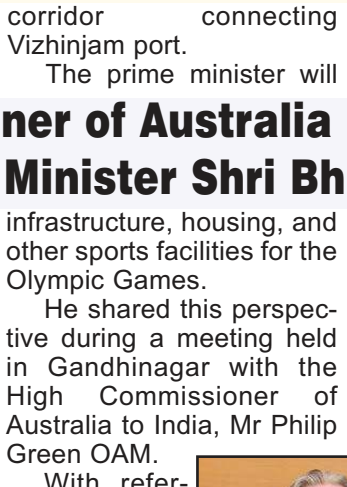 corridor connecting
Vizhinjam port.
The prime minister will
ner of Australia
Minister Shri Bh
infrastructure, housing, and
other sports facilities for the
Olympic Games.
He shared this perspec-
tive during a meeting held
in Gandhinagar with the
High Commissioner of
Australia to India, Mr Philip
Green OAM.
With refer-